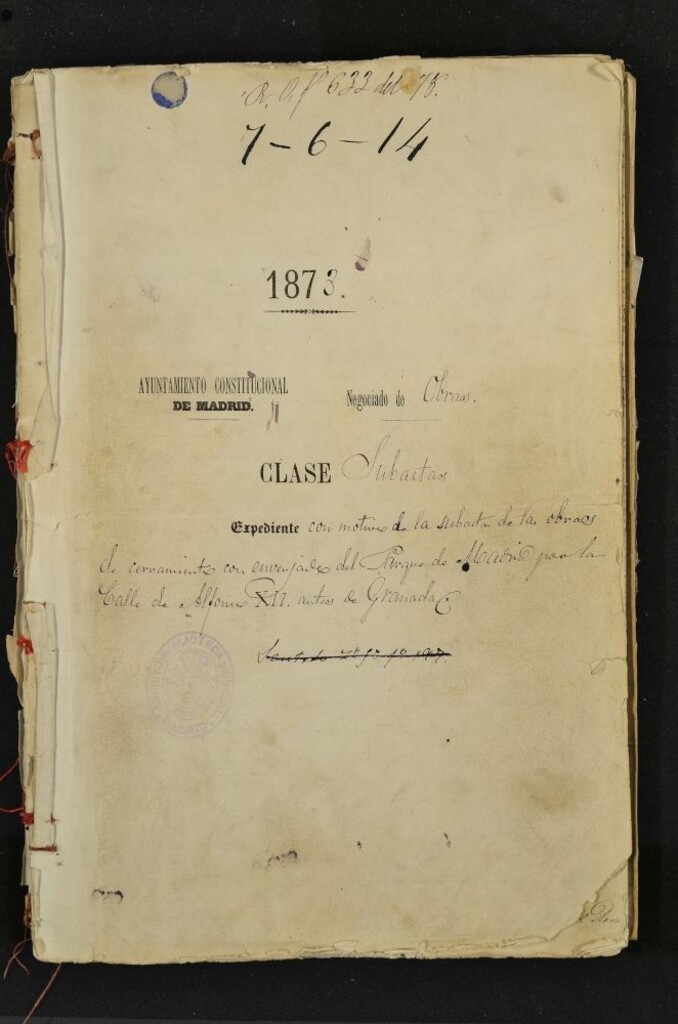 633 del 75.
7-6-14
1873.
AYUNTAMIENTO CONSTITUCIONAL
DE MADRID.
Negociado de Obras.
CLASE Subastas
Expediente con motivo de la subasta de las obras
de cerramiento con enverjado del Parque de Madrid por la
Calle de Alfonso XII. antes de Granada